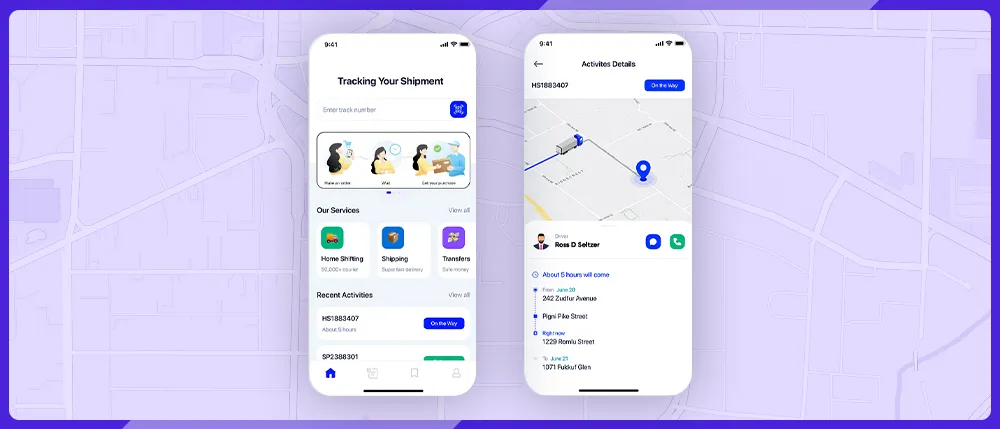 9:41
Tracking Your Shipment
Enter track number
Make an order
Wait
Get your purchase
Our Services
View all
Home Shifting
Shipping
Transfers
50,000+ courier
Super fast delivery
Safe money
Recent Activities
View all
HS1883407
About 5 hours
On the Way
SP2388301
9:41
Activites Details
HS1883407
On the Way
Driver
Ross D Seltzer
About 5 hours will come
From June 20
242 Zudfur Avenue
Pigni Pike Street
Right now
1229 Romlu Street
To June 21
1071 Fukkuf Glen